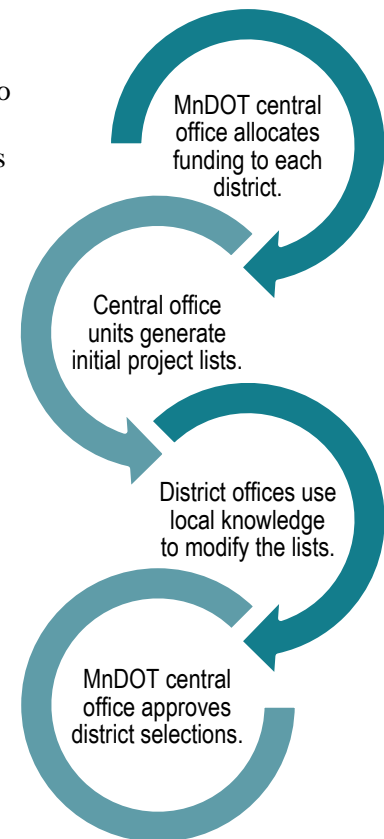 o
s
MnDOT central
office allocates
funding to each
district.
Central office
units generate
initial project lists.
District offices use
local knowledge
to modify the lists.
MnDOT central
office approves
district selections.